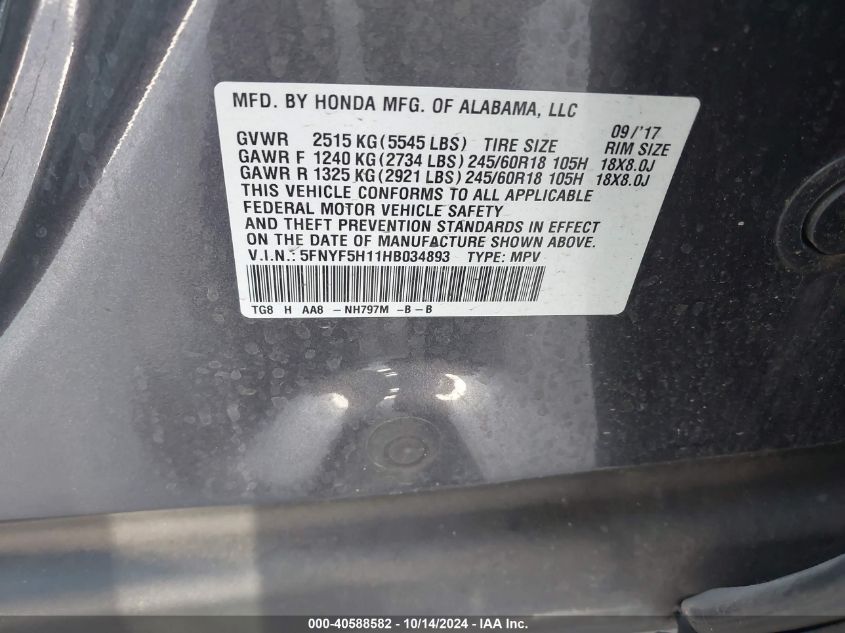 MFD. BY HONDA MFG. OF ALABAMA, LLC
09/'17
GVWR 2515 KG(5545 LBS) TIRE SIZE RIM SIZE
GAWR F 1240 KG(2734 LBS) 245/60R18 105H 18X8.0J
GAWR R 1325 KG(2921 LBS) 245/60R18 105H 18X8.0J
THIS VEHICLE CONFORMS TO ALL APPLICABLE
FEDERAL MOTOR VEHICLE SAFETY
AND THEFT PREVENTION STANDARDS IN EFFECT
ON THE DATE OF MANUFACTURE SHOWN ABOVE.
V.I.N.: 5FNYF5H11HB034893 TYPE: MPV
TG8 H AA8 -NH797M -B-B
000-40588582 - 10/14/2024 - IAA Inc.